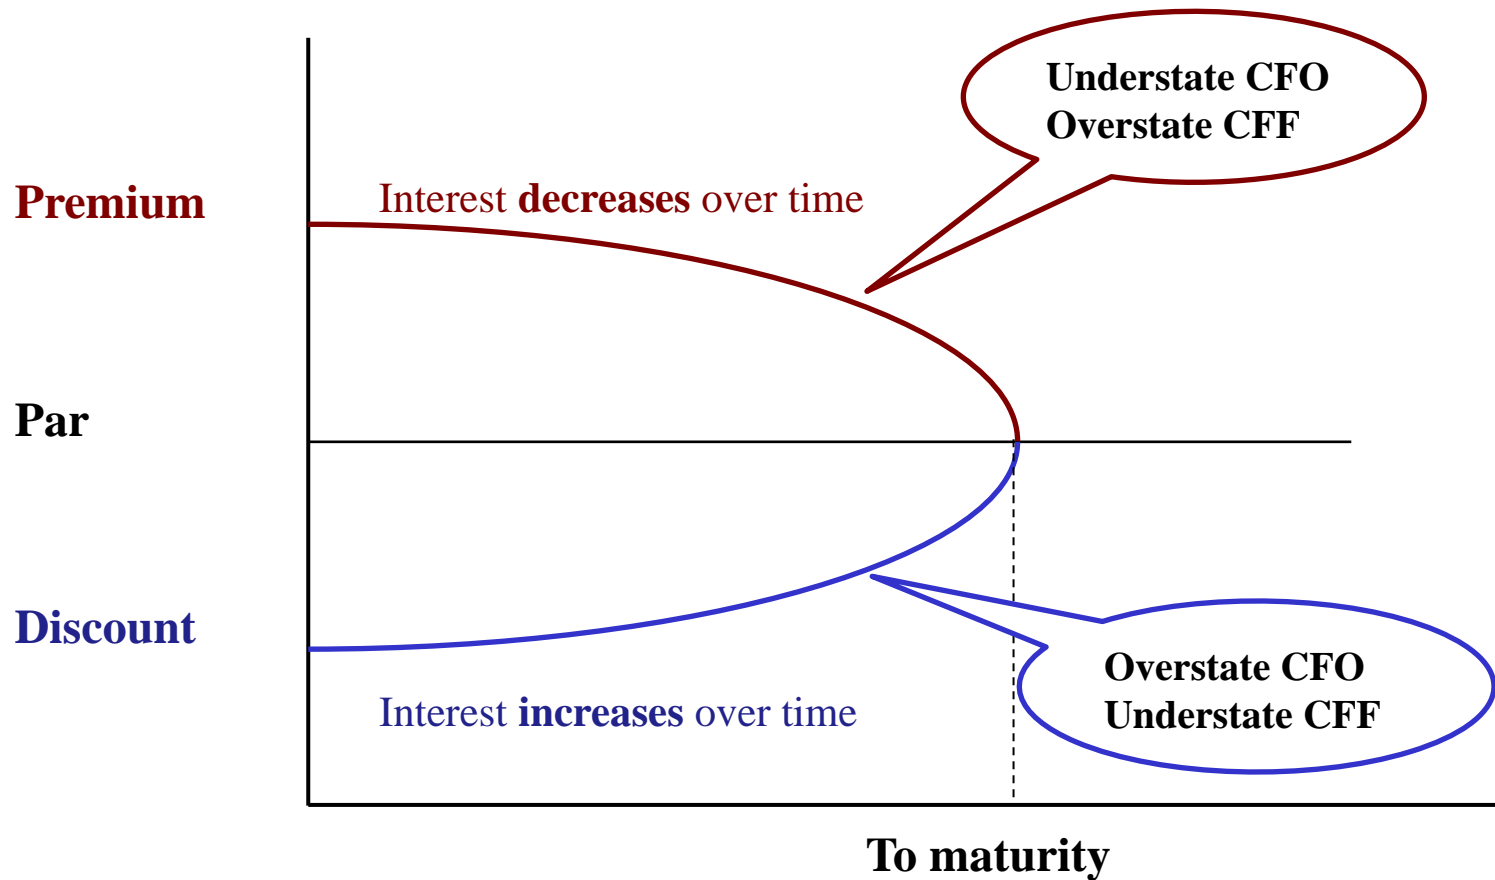 Understate CFO
Overstate CFF
Premium
Interest decreases over time
Par
Discount
Overstate CFO
Understate CFF
Interest increases over time
To maturity